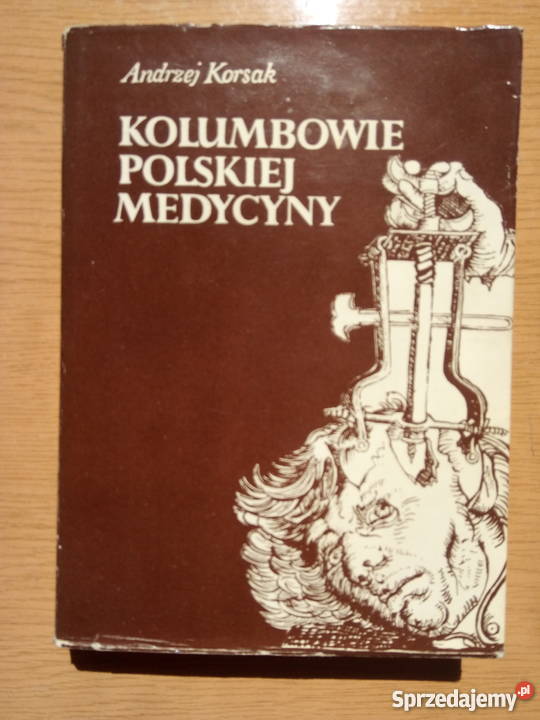 Andrzej Korsak
KOLUMBOWIE
POLSKIEJ
MEDYCYNY
Sprzedajemy.pl